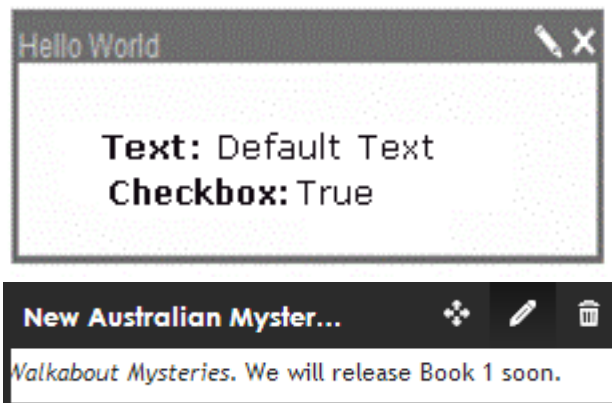 Hello World
Text: Default Text
Checkbox: True
New Australian Myster...
Walkabout Mysteries. We will release Book 1 soon.